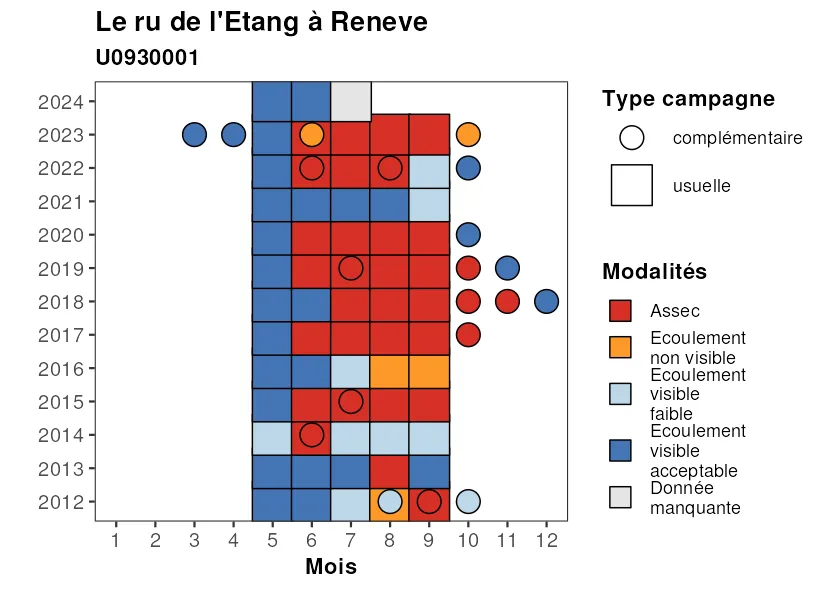 Le ru de l'Etang à Reneve
U0930001
2024
2023
2022
2021
2020
2019
2018
2017
2016
2015
2014
2013
2012
1 2 3 4 5 6 7 8 9 10 11 12
Mois
Type campagne
complémentaire
usuelle
Modalités
Assec
Ecoulement
non visible
Ecoulement
visible
faible
Ecoulement
visible
acceptable
Donnée
manquante